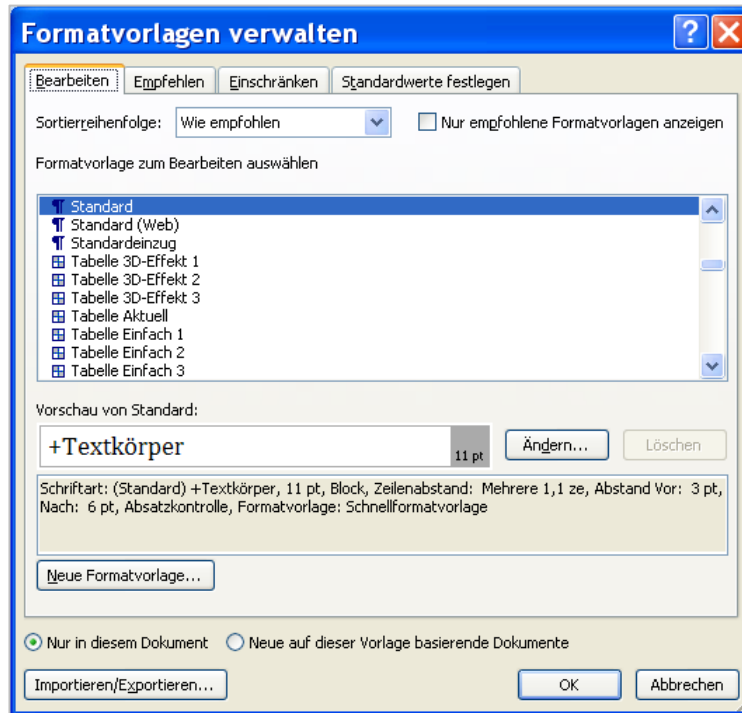 Formatvorlagen verwalten
Bearbeiten Empfehlen Einschränken Standardwerte festlegen
Sortierreihenfolge: Wie empfohlen Nur empfohlene Formatvorlagen anzeigen
Formatvorlage zum Bearbeiten auswählen
¶ Standard
¶ Standard (Web)
¶ Standardeinzug
Tabelle 3D-Effekt 1
Tabelle 3D-Effekt 2
Tabelle 3D-Effekt 3
Tabelle Aktuell
Tabelle Einfach 1
Tabelle Einfach 2
Tabelle Einfach 3
Vorschau von Standard:
+Textkörper 11 pt Ändern... Löschen
Schriftart: (Standard) +Textkörper, 11 pt, Block, Zeilenabstand: Mehrere 1,1 ze, Abstand Vor: 3 pt,
Nach: 6 pt, Absatzkontrolle, Formatvorlage: Schnellformatvorlage
Neue Formatvorlage...
Nur in diesem Dokument Neue auf dieser Vorlage basierende Dokumente
Importieren/Exportieren... OK Abbrechen